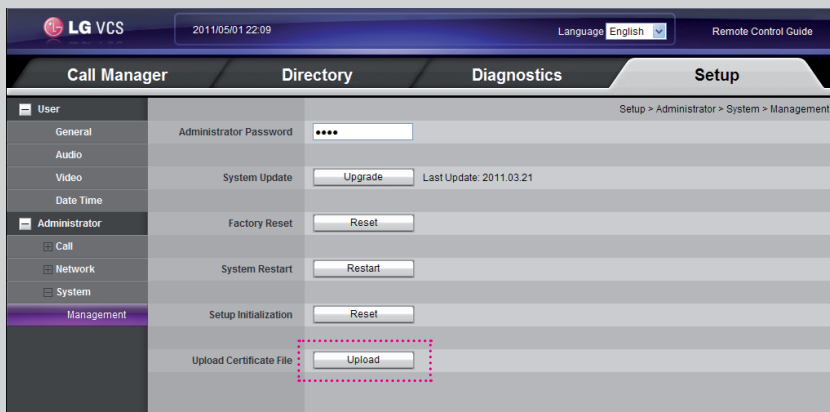 LG VCS 2011/05/01 22:09 Language English Remote Control Guide
Call Manager Directory Diagnostics Setup
User Setup > Administrator > System > Management
General Administrator Password ••••
Audio
Video System Update Upgrade Last Update: 2011.03.21
Date Time
Administrator Factory Reset Reset
Call
Network System Restart Restart
System
Management Setup Initialization Reset
Upload Certificate File Upload